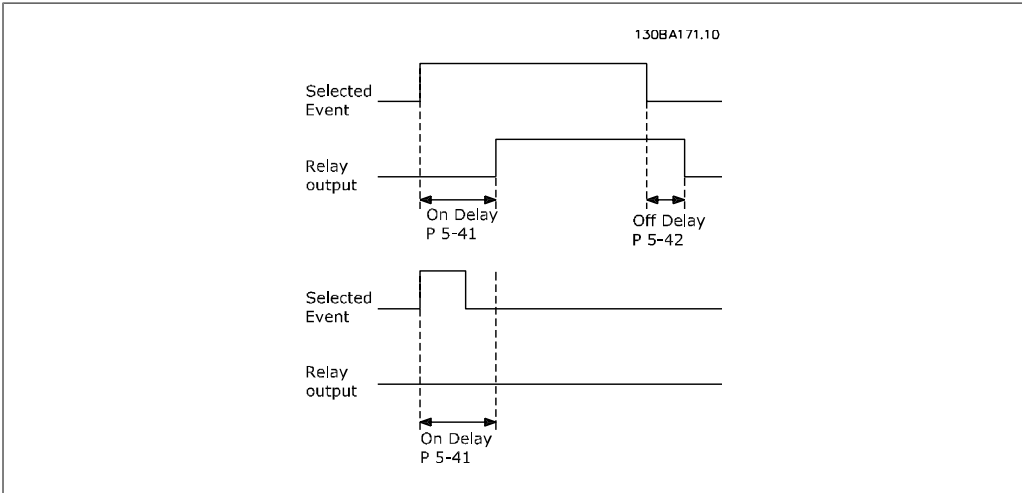 130BA171.10
Selected
Event
Relay
output
On Delay
P 5-41
Off Delay
P 5-42
Selected
Event
Relay
output
On Delay
P 5-41